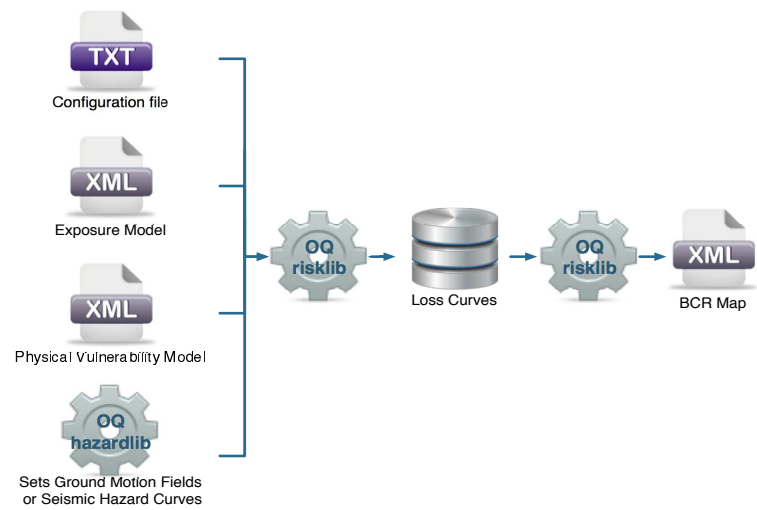 TXT
Configuration file
XML
Exposure Model
XML
Physical Vulnerability Model
OQ
hazardlib
Sets Ground Motion Fields
or Seismic Hazard Curves
OQ
risklib
Loss Curves
OQ
risklib
XML
BCR Map